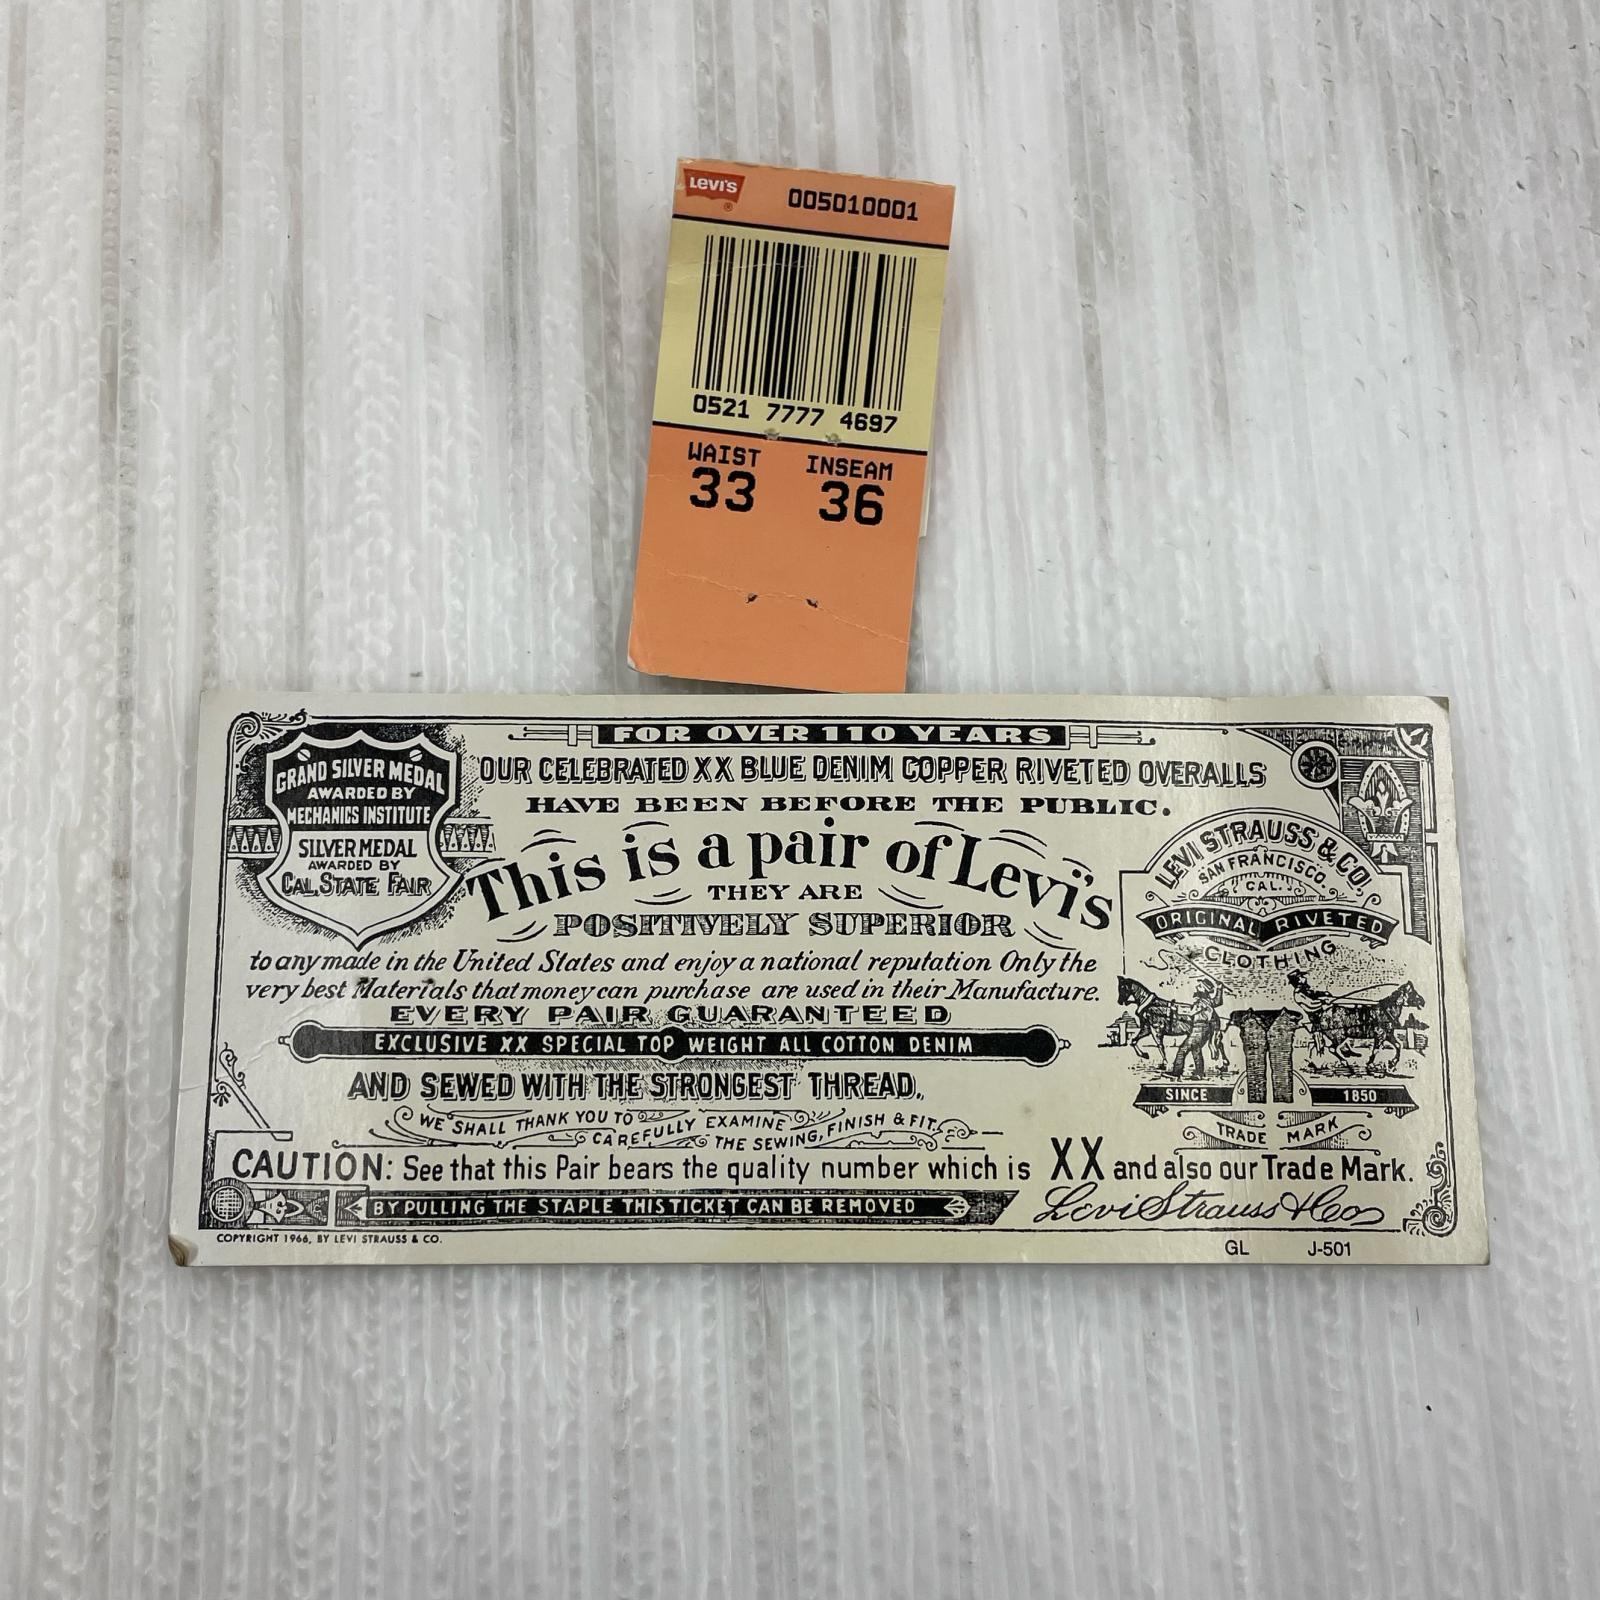 LEVI'S ®
005010001
0521 7777 4697
WAIST INSEAM
33 36
FOR OVER 110 YEARS
OUR CELEBRATED XX BLUE DENIM COPPER RIVETED OVERALLS
HAVE BEEN BEFORE THE PUBLIC.
GRAND SILVER MEDAL
AWARDED BY
MECHANICS INSTITUTE
SILVER MEDAL
AWARDED BY
CAL. STATE FAIR
This is a pair of Levi's
THEY ARE
POSITIVELY SUPERIOR
to any made in the United States and enjoy a national reputation Only the
very best Materials that money can purchase are used in their Manufacture.
EVERY PAIR GUARANTEED
EXCLUSIVE XX SPECIAL TOP WEIGHT ALL COTTON DENIM
AND SEWED WITH THE STRONGEST THREAD.
WE SHALL THANK YOU TO CAREFULLY EXAMINE
THE SEWING, FINISH & FIT.
LEVI STRAUSS & CO.
SAN FRANCISCO.
CAL.
ORIGINAL RIVETED
CLOTHING
SINCE 1850
TRADE MARK
CAUTION: See that this Pair bears the quality number which is XX and also our Trade Mark.
BY PULLING THE STAPLE THIS TICKET CAN BE REMOVED
Levi Strauss & Co
COPYRIGHT 1966, BY LEVI STRAUSS & CO.
GL J-501